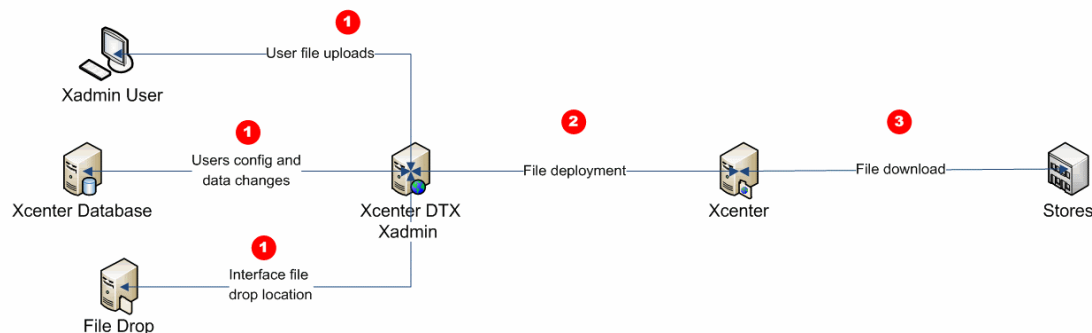 1
User file uploads
Xadmin User
1
Users config and
data changes
Xcenter Database
Xcenter DTX
Xadmin
2
File deployment
Xcenter
3
File download
Stores
1
Interface file
drop location
File Drop